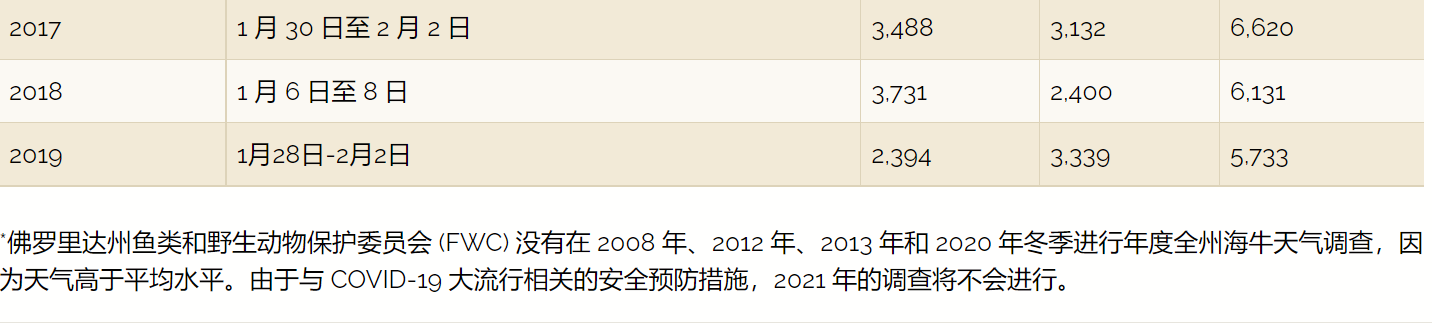 2017 1 月 30 日至 2 月 2 日 3,488 3,132 6,620
2018 1 月 6 日至 8 日 3,731 2,400 6,131
2019 1月28日-2月2日 2,394 3,339 5,733
*佛罗里达州鱼类和野生动物保护委员会 (FWC) 没有在 2008 年、2012 年、2013 年和 2020 年冬季进行年度全州海牛天气调查，因
为天气高于平均水平。由于与 COVID-19 大流行相关的安全预防措施，2021 年的调查将不会进行。